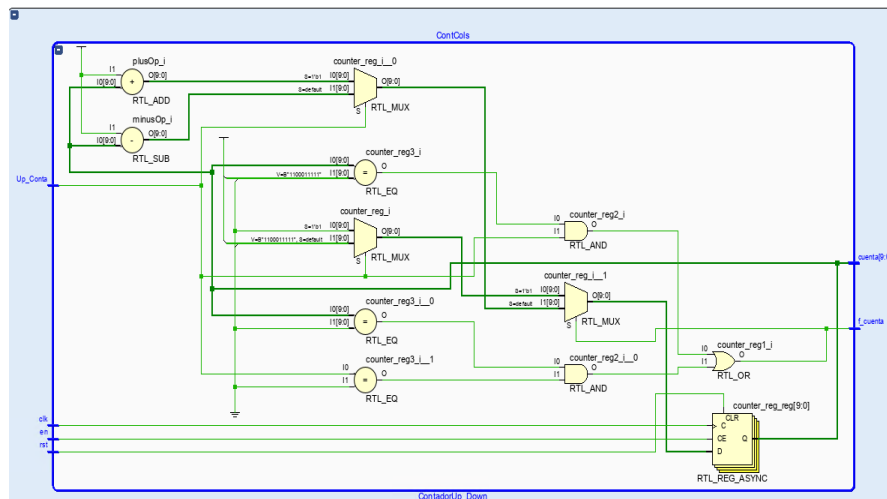 ContCols
plusOp_i
I1
I0[9:0]
+
O[9:0]
RTL_ADD
minusOp_i
I1
I0[9:0]
-
O[9:0]
RTL_SUB
counter_reg_i__0
S=1'b1
I0[9:0]
S=default
I1[9:0]
O[9:0]
S
RTL_MUX
Up_Conta
counter_reg3_i
I0[9:0]
V=B"1100011111"
I1[9:0]
=
O
RTL_EQ
counter_reg_i
S=1'b1
I0[9:0]
V=B"1100011111", S=default
I1[9:0]
O[9:0]
S
RTL_MUX
counter_reg2_i
I0
I1
O
RTL_AND
cuenta[9:0
counter_reg_i__1
S=1'b1
I0[9:0]
S=default
I1[9:0]
O[9:0]
S
RTL_MUX
f_cuenta
counter_reg3_i__0
I0[9:0]
I1[9:0]
=
O
RTL_EQ
counter_reg3_i__1
I0
I1
=
O
RTL_EQ
counter_reg2_i__0
I0
I1
O
RTL_AND
counter_reg1_i
I0
I1
O
RTL_OR
counter_reg_reg[9:0]
CLR
C
CE
D
Q
RTL_REG_ASYNC
clk
en
rst
ContadorUp_Down